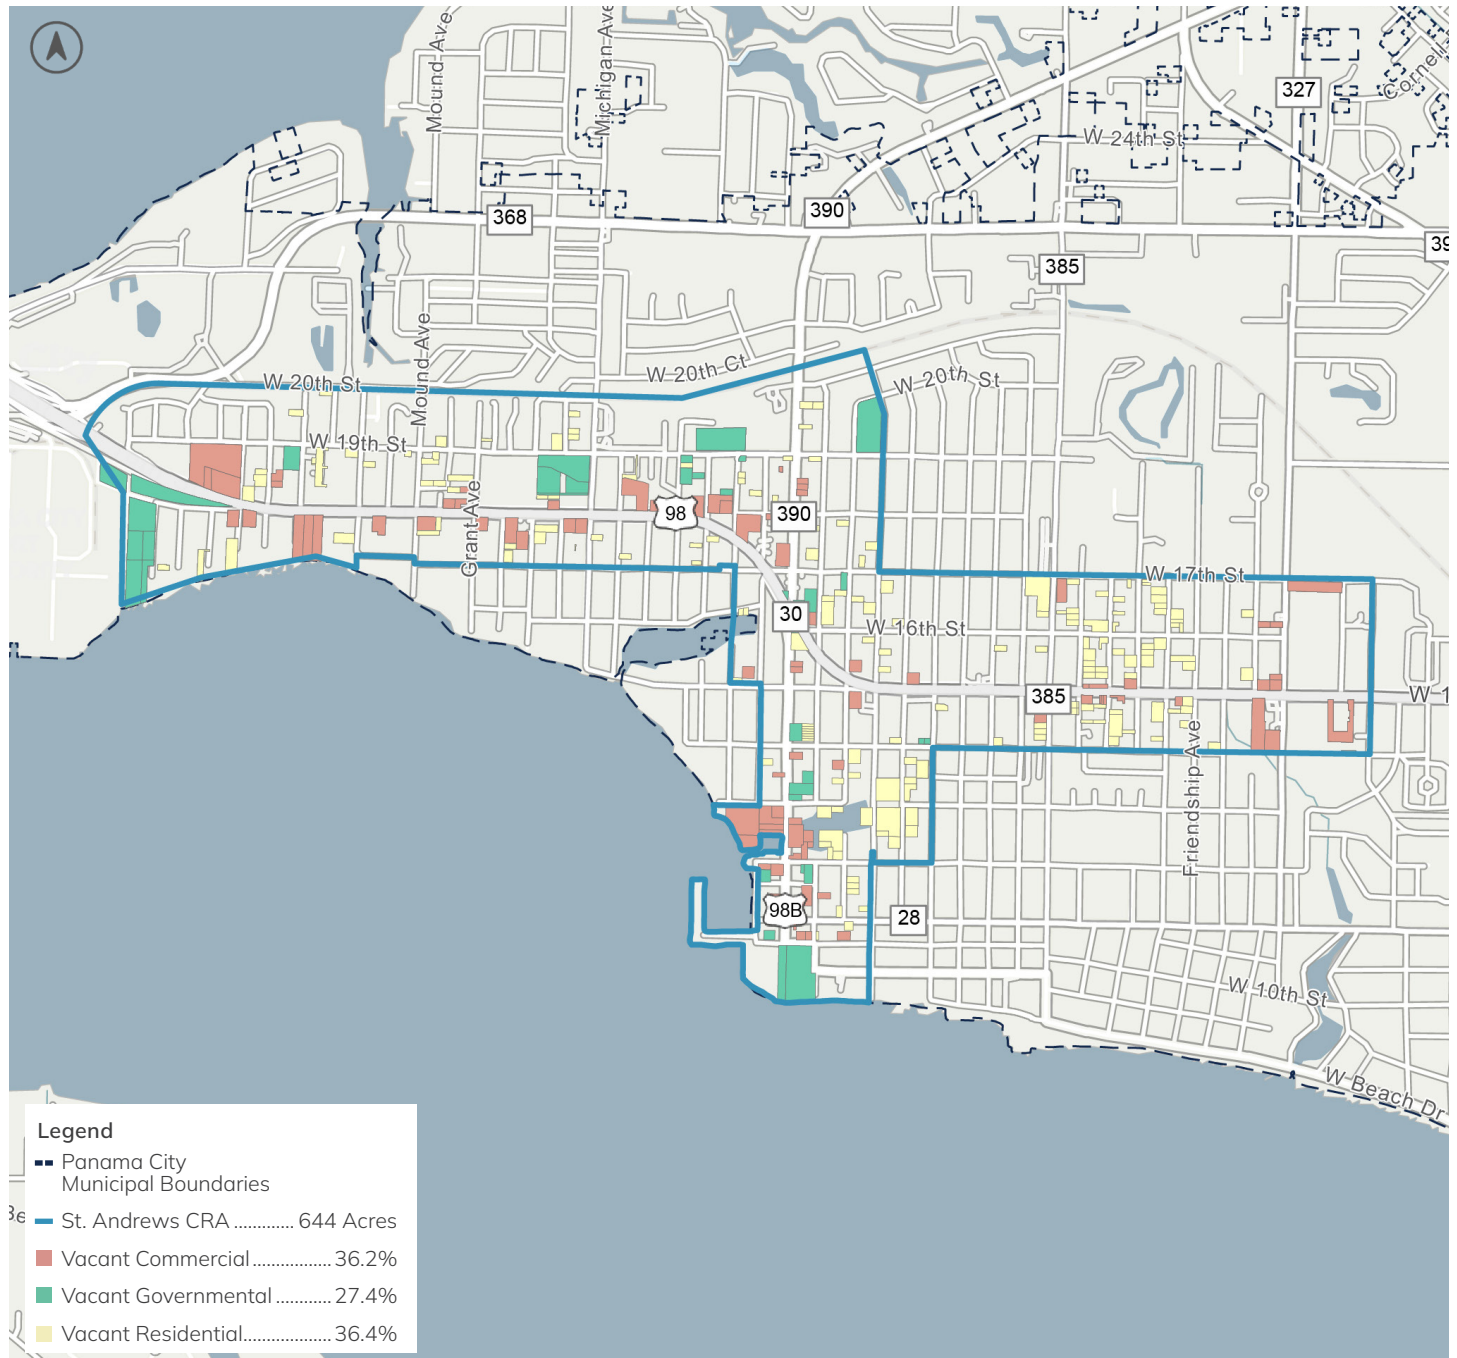 Mound Ave
Michigan Ave
Cornell
327
W 24th St
368
390
39
385
Mound Ave
W 20th St
W 20th Ct
W 20th St
W 19th St
Grant Ave
98
390
W 17th St
30
W 16th St
385
W 1
Friendship Ave
98B
28
W 10th St
W Beach Dr
Be
Legend
Panama City
Municipal Boundaries
St. Andrews CRA ............. 644 Acres
Vacant Commercial ................. 36.2%
Vacant Governmental ............ 27.4%
Vacant Residential .................... 36.4%